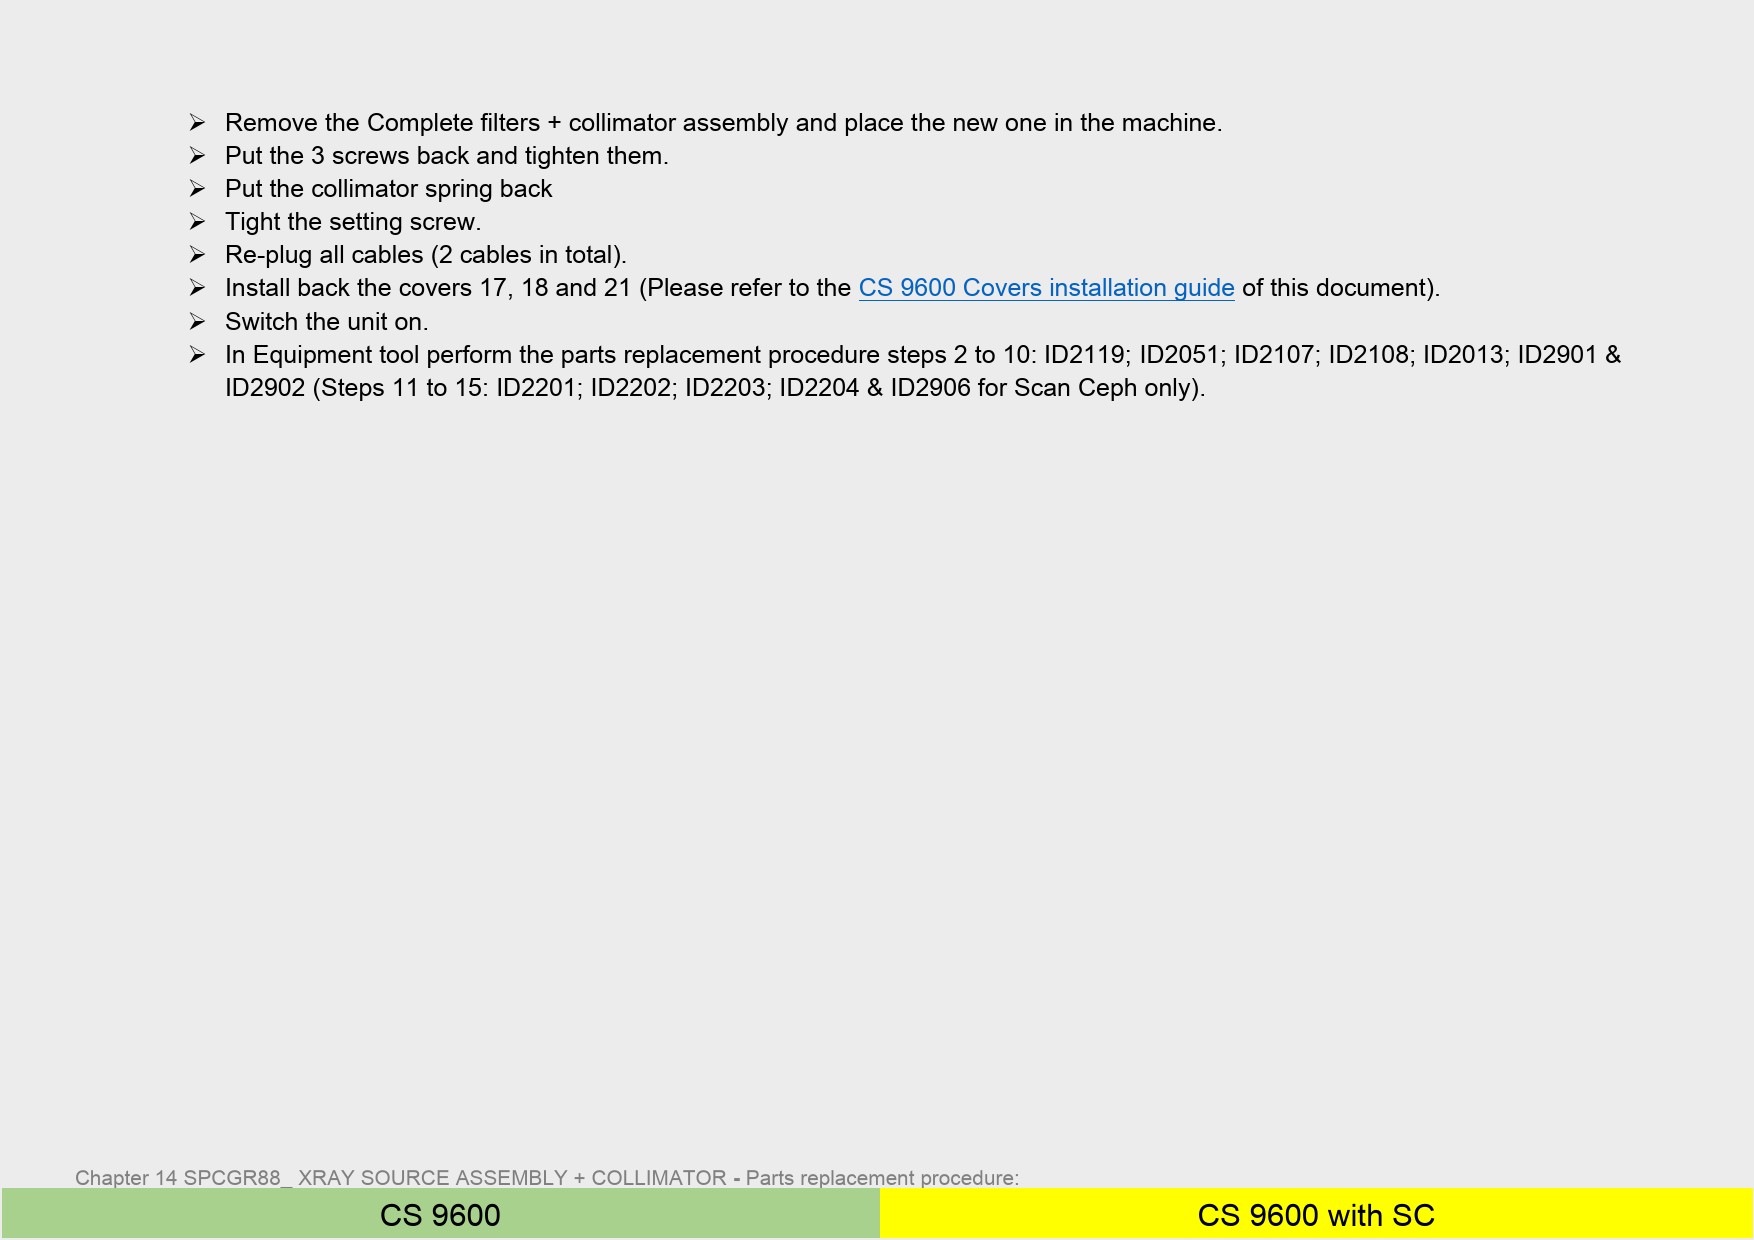 ➢ Remove the Complete filters + collimator assembly and place the new one in the machine.
➢ Put the 3 screws back and tighten them.
➢ Put the collimator spring back
➢ Tight the setting screw.
➢ Re-plug all cables (2 cables in total).
➢ Install back the covers 17, 18 and 21 (Please refer to the CS 9600 Covers installation guide of this document).
➢ Switch the unit on.
➢ In Equipment tool perform the parts replacement procedure steps 2 to 10: ID2119; ID2051; ID2107; ID2108; ID2013; ID2901 &
ID2902 (Steps 11 to 15: ID2201; ID2202; ID2203; ID2204 & ID2906 for Scan Ceph only).
Chapter 14 SPCGR88_ XRAY SOURCE ASSEMBLY + COLLIMATOR - Parts replacement procedure:
CS 9600
CS 9600 with SC